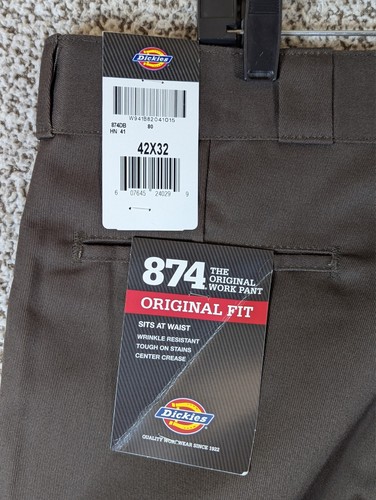 Dickies
W941B82041015
874DB 85
HN 41
42X32
6 07645 24029 9
874 THE
ORIGINAL
WORK PANT
ORIGINAL FIT
SITS AT WAIST
WRINKLE RESISTANT
TOUGH ON STAINS
CENTER CREASE
Dickies
QUALITY WORKWEAR SINCE 1922